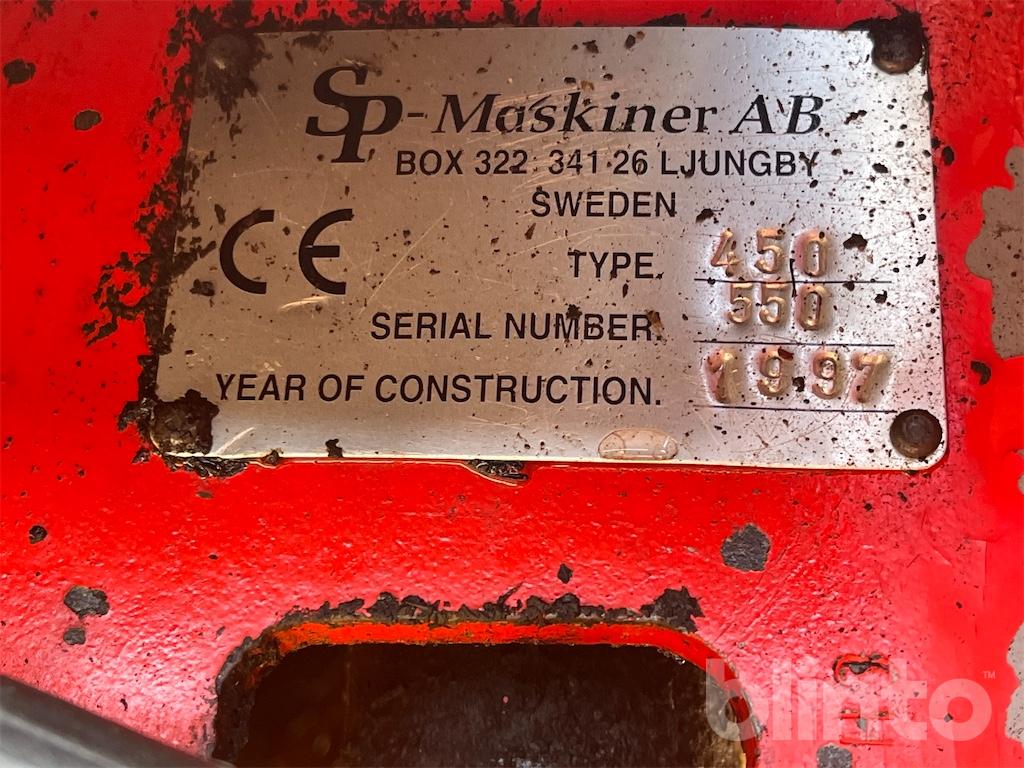 SP-Maskiner AB
BOX 322 341 26 LJUNGBY
SWEDEN
CE
TYPE. 450
SERIAL NUMBER. 550
YEAR OF CONSTRUCTION. 1997
blinto™